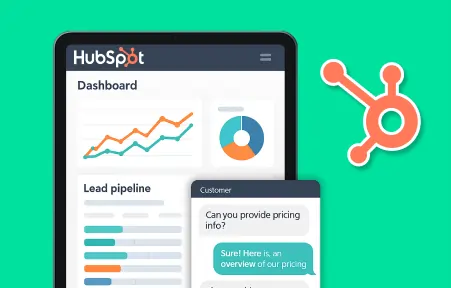 HubSpot
Dashboard
Lead pipeline
Customer
Can you provide pricing
info?
Sure! Here is, an
overview of our pricing